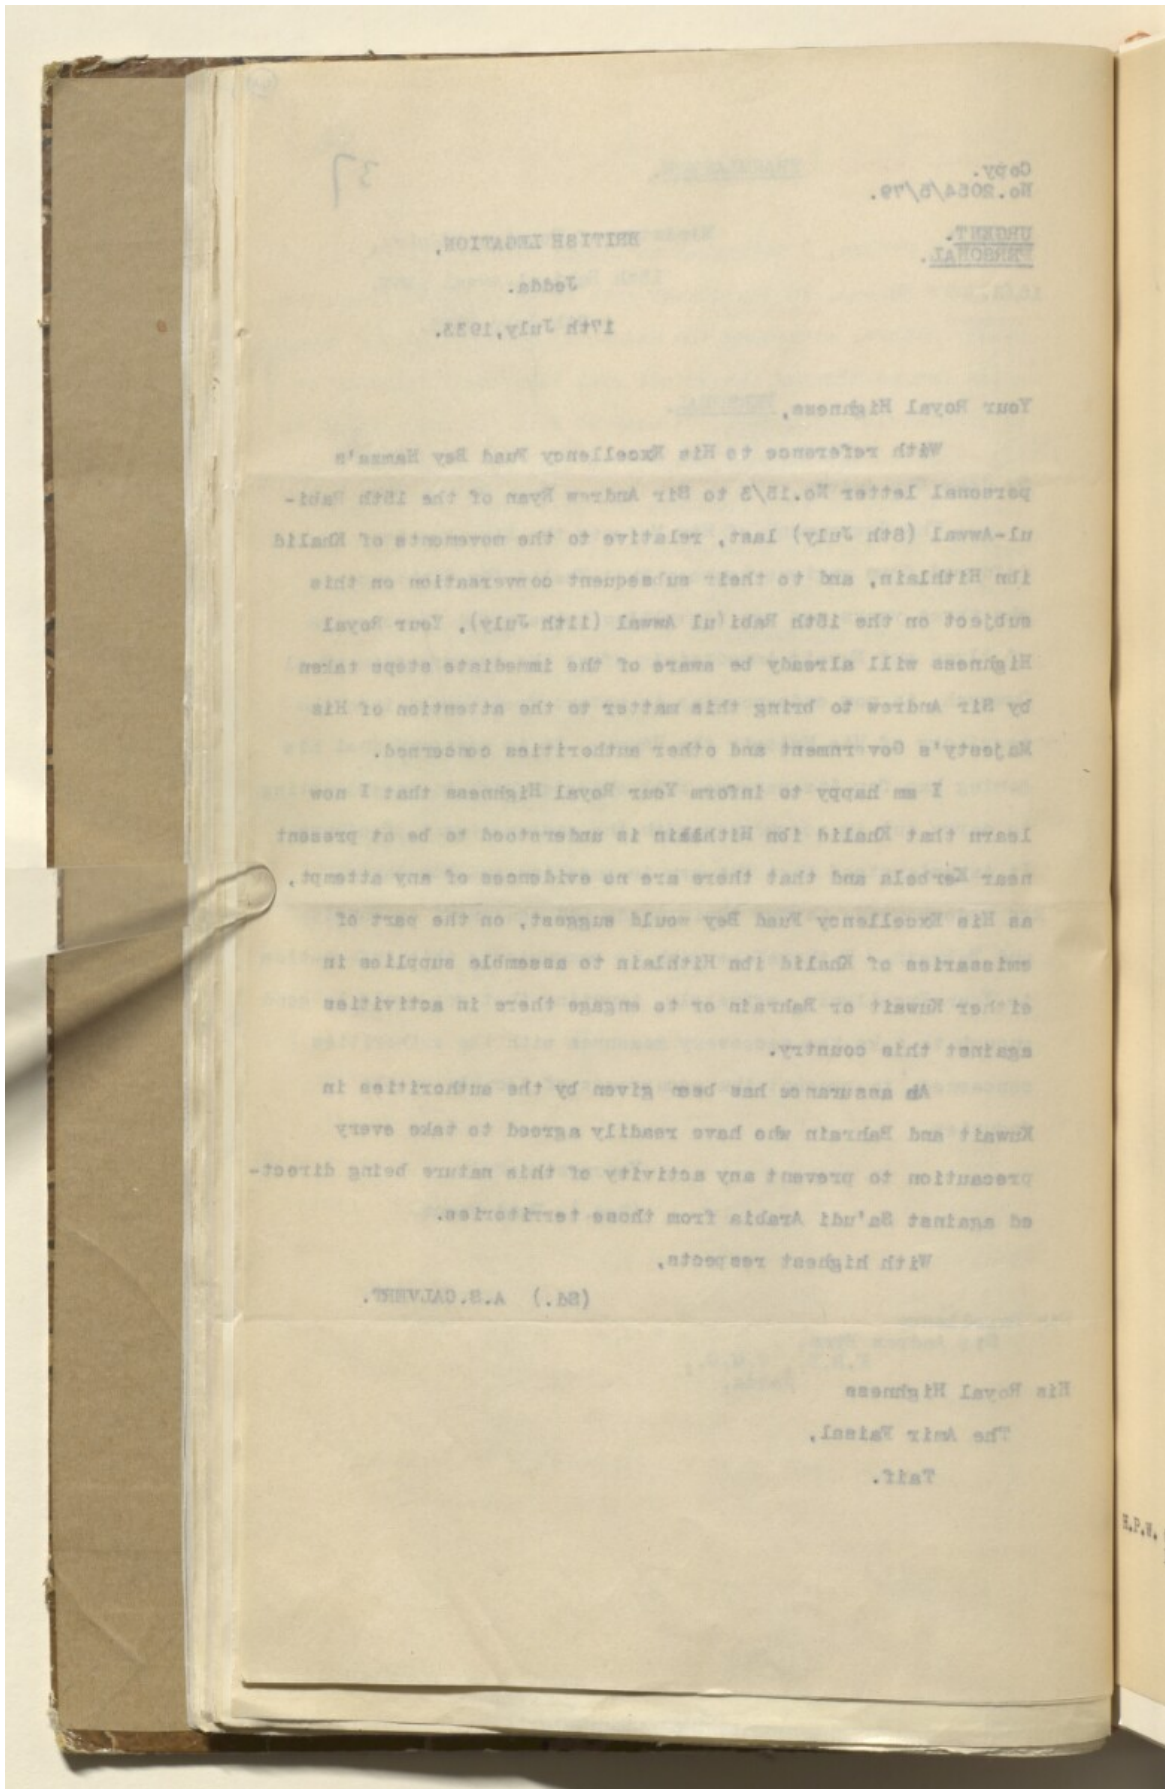 37
Copy.
No.2054/5/79.
URGENT.
PERSONAL.
BRITISH LEGATION,
Jedda.
17th July,1933.
Your Royal Highness,
With reference to His Excellency Fuad Bey Hamza's
personal letter No.15/3 to Sir Andrew Ryan of the 15th Rabi-
ul-Awwal (8th July) last, relative to the movements of Khalid
ibn Hithlain, and to their subsequent conversation on this
subject on the 18th Rabi'ul Awwal (11th July), Your Royal
Highness will already be aware of the immediate steps taken
by Sir Andrew to bring this matter to the attention of His
Majesty's Government and other authorities concerned.
I am happy to inform Your Royal Highness that I now
learn that Khalid ibn Hithlain is understood to be at present
near Kerbela and that there are no evidences of any attempt,
as His Excellency Fuad Bey would suggest, on the part of
emissaries of Khalid ibn Hithlain to assemble supplies in
either Kuwait or Bahrain or to engage there in activities
against this country.
An assurance has been given by the authorities in
Kuwait and Bahrain who have readily agreed to take every
precaution to prevent any activity of this nature being direct-
ed against Sa'udi Arabia from those territories.
With highest respects,
(Sd.) A.S.CALVERT.
His Royal Highness
The Amir Faisal,
Taif.
H.P.W.